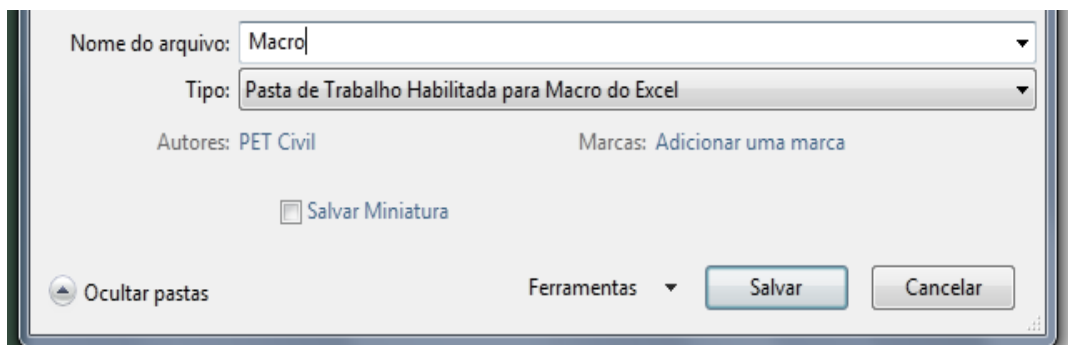 Nome do arquivo: Macro
Tipo: Pasta de Trabalho Habilitada para Macro do Excel
Autores: PET Civil Marcas: Adicionar uma marca
Salvar Miniatura
Ocultar pastas Ferramentas Salvar Cancelar